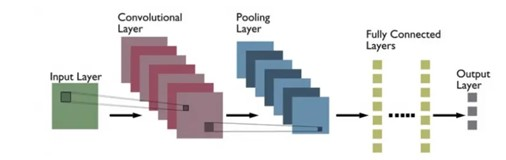 Input Layer
Convolutional
Layer
Pooling
Layer
Fully Connected
Layers
Output
Layer